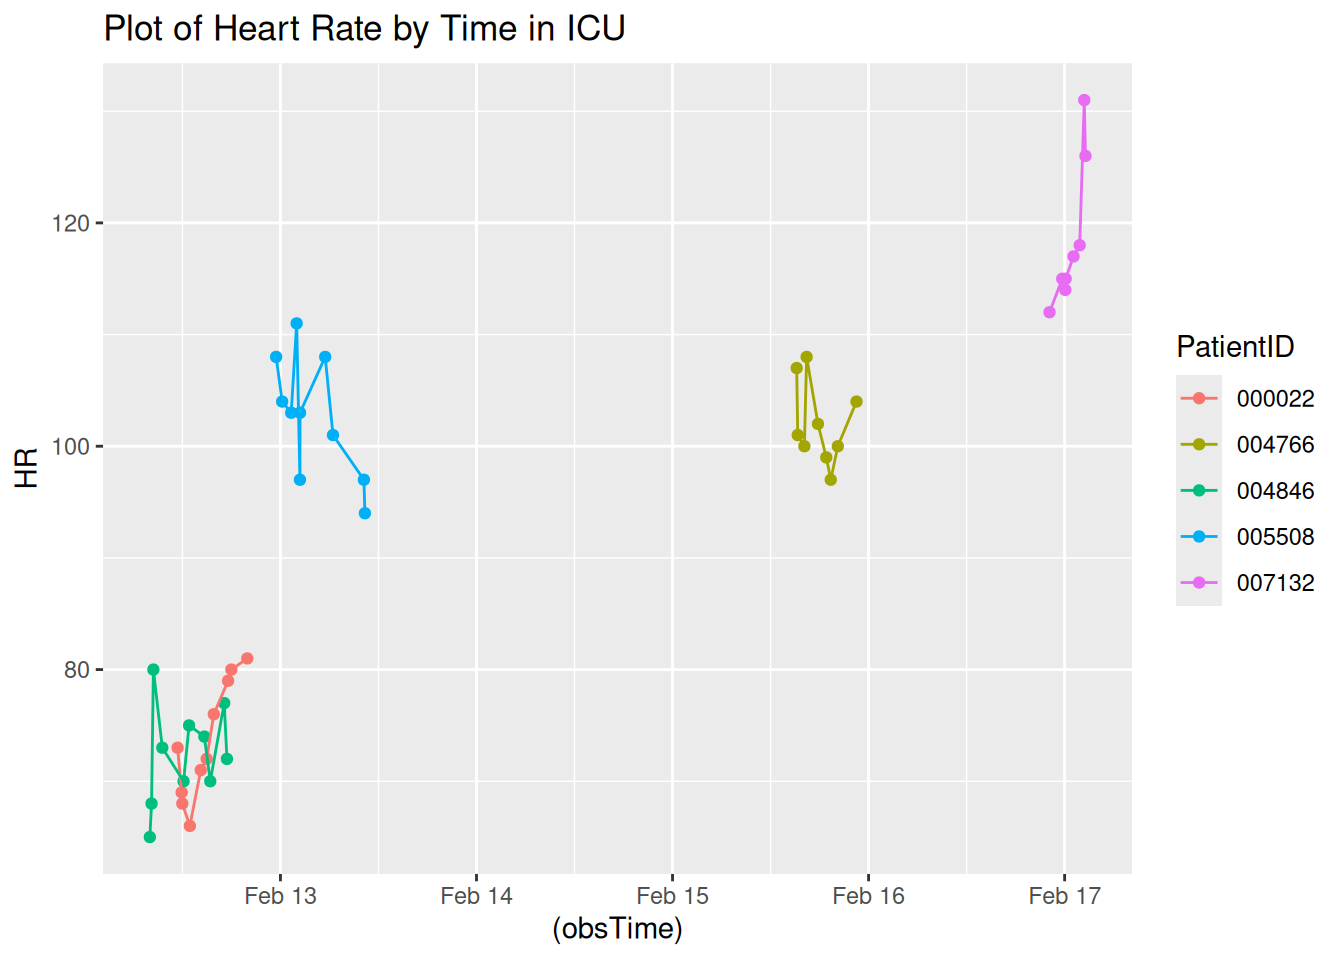 Plot of Heart Rate by Time in ICU
HR
120
100
80
Feb 13
Feb 14
Feb 15
Feb 16
Feb 17
(obsTime)
PatientID
000022
004766
004846
005508
007132